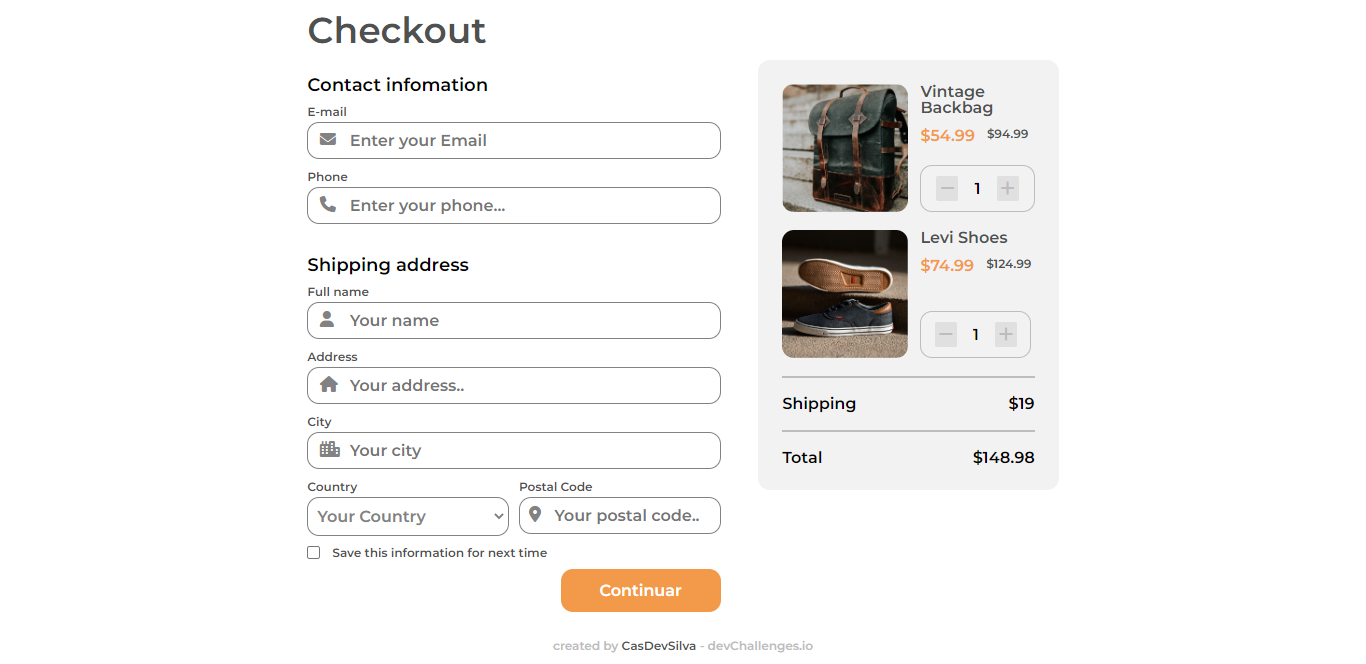 Checkout
Contact infomation
E-mail
Enter your Email
Phone
Enter your phone...
Shipping address
Full name
Your name
Address
Your address..
City
Your city
Country
Postal Code
Your Country
Your postal code..
Save this information for next time
Continuar
Vintage
Backbag
$54.99 $94.99
1
Levi Shoes
$74.99 $124.99
1
Shipping $19
Total $148.98
created by CasDevSilva - devChallenges.io